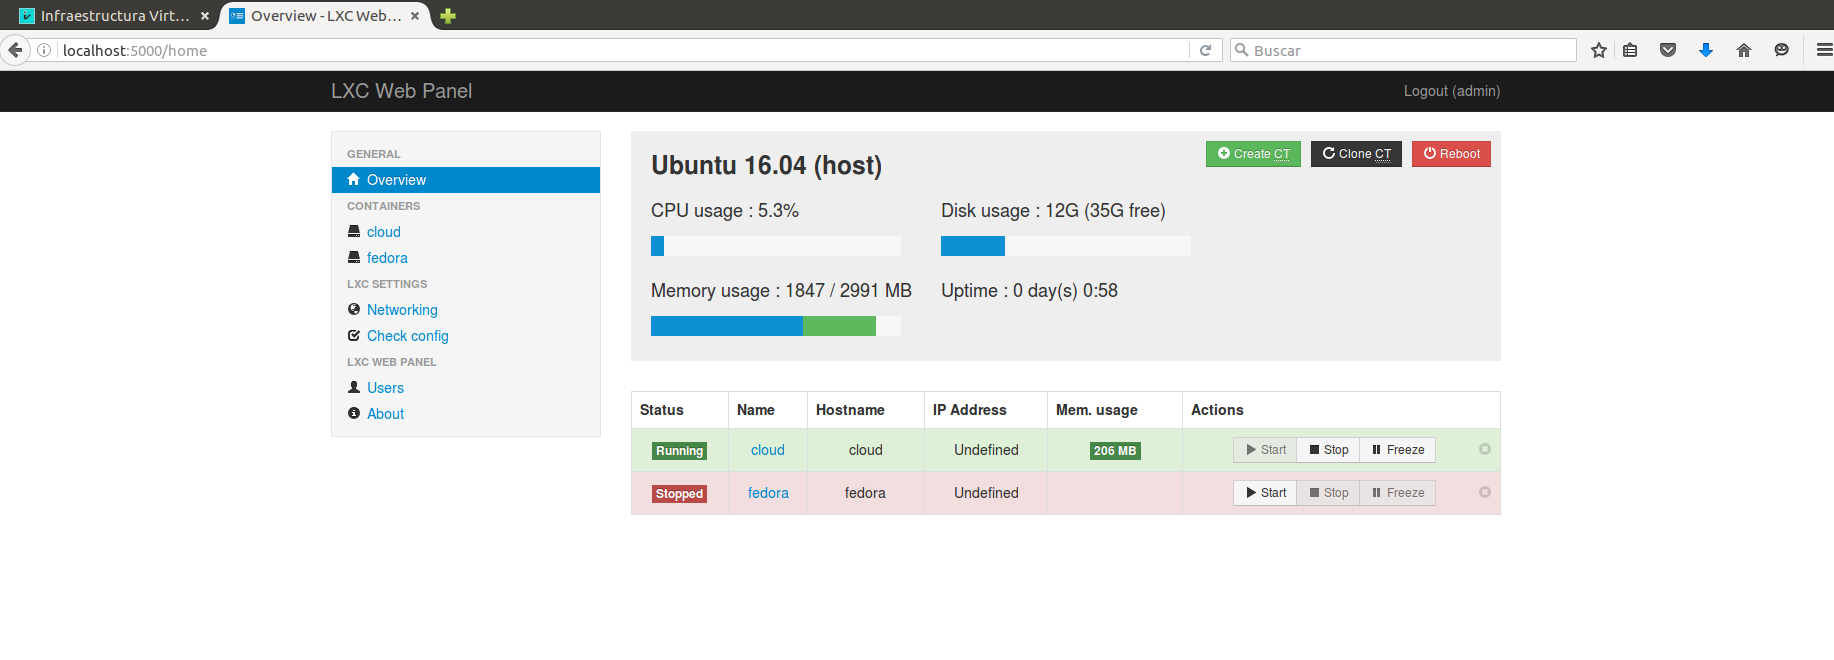 Infraestructura Virt...
Overview - LXC Web...
localhost:5000/home
Buscar
LXC Web Panel
Logout (admin)
GENERAL
Overview
CONTAINERS
cloud
fedora
LXC SETTINGS
Networking
Check config
LXC WEB PANEL
Users
About
Ubuntu 16.04 (host)
Create CT
Clone CT
Reboot
CPU usage : 5.3%
Disk usage : 12G (35G free)
Memory usage : 1847 / 2991 MB
Uptime : 0 day(s) 0:58
Status Name Hostname IP Address Mem. usage Actions
Running cloud cloud Undefined 206 MB Start Stop Freeze
Stopped fedora fedora Undefined Start Stop Freeze